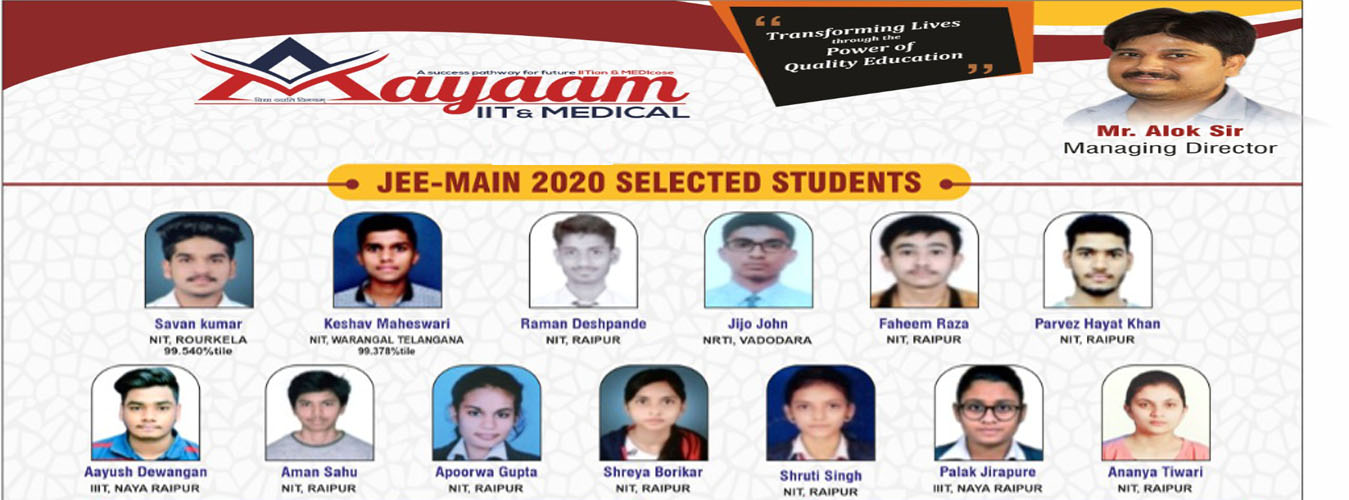 “ Transforming Lives
through the
Power of
Quality Education ”
A success pathway for future IITian & MEDIcose
Aayaam
IIT & MEDICAL
Mr. Alok Sir
Managing Director
JEE-MAIN 2020 SELECTED STUDENTS
Savan kumar
NIT, ROURKELA
99.540%tile
Keshav Maheswari
NIT, WARANGAL TELANGANA
99.378%tile
Raman Deshpande
NIT, RAIPUR
Jijo John
NRTI, VADODARA
Faheem Raza
NIT, RAIPUR
Parvez Hayat Khan
NIT, RAIPUR
Aayush Dewangan
IIIT, NAYA RAIPUR
Aman Sahu
NIT, RAIPUR
Apoorwa Gupta
NIT, RAIPUR
Shreya Borikar
NIT, RAIPUR
Shruti Singh
NIT, RAIPUR
Palak Jirapure
IIIT, NAYA RAIPUR
Ananya Tiwari
NIT, RAIPUR